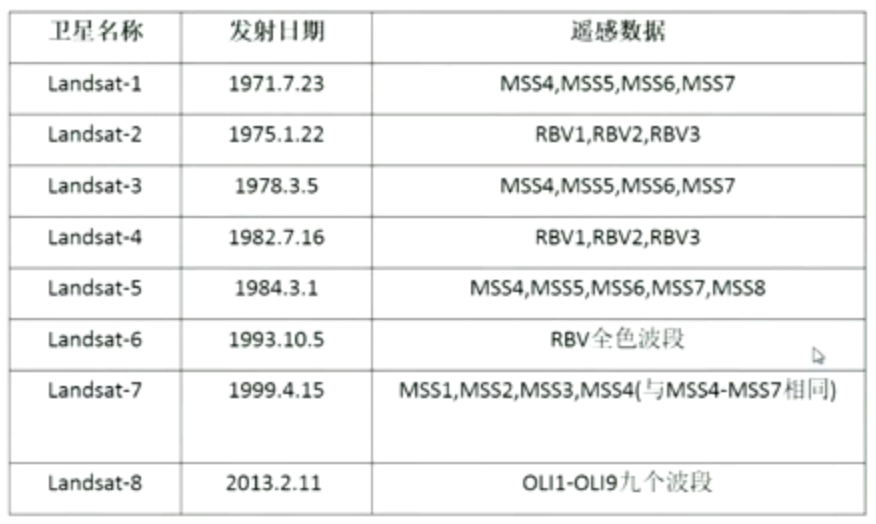 卫星名称 发射日期 遥感数据
Landsat-1 1971.7.23 MSS4,MSS5,MSS6,MSS7
Landsat-2 1975.1.22 RBV1,RBV2,RBV3
Landsat-3 1978.3.5 MSS4,MSS5,MSS6,MSS7
Landsat-4 1982.7.16 RBV1,RBV2,RBV3
Landsat-5 1984.3.1 MSS4,MSS5,MSS6,MSS7,MSS8
Landsat-6 1993.10.5 RBV全色波段
Landsat-7 1999.4.15 MSS1,MSS2,MSS3,MSS4(与MSS4-MSS7相同)
Landsat-8 2013.2.11 OLI1-OLI9九个波段